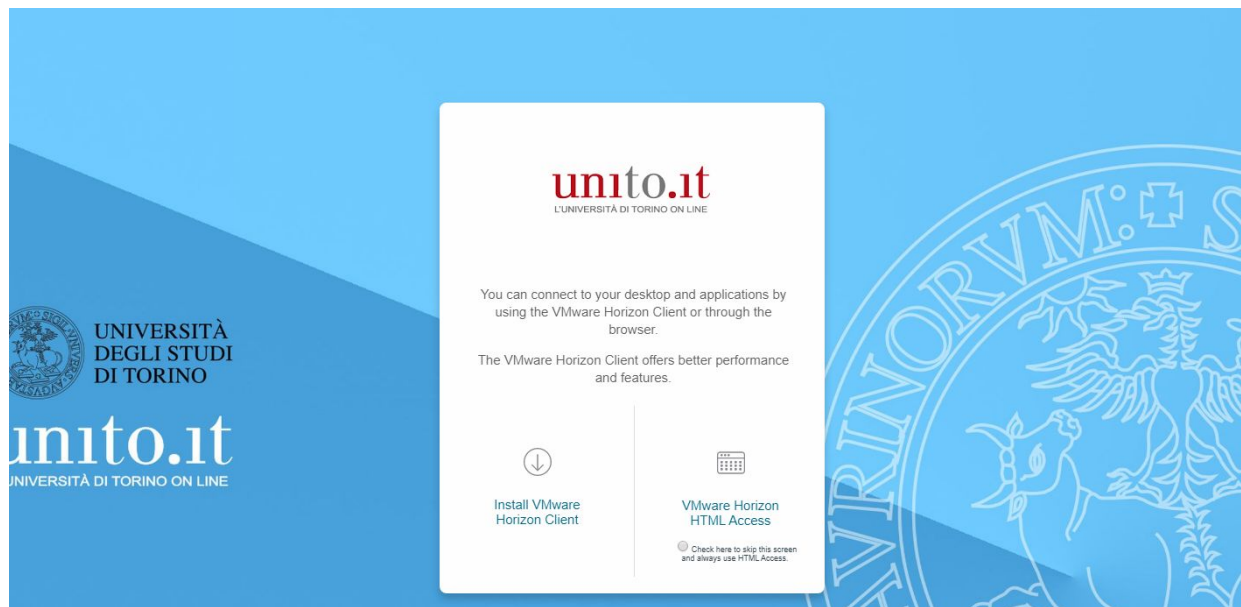 unito.it
L'UNIVERSITÀ DI TORINO ON LINE
You can connect to your desktop and applications by
using the VMware Horizon Client or through the
browser.
The VMware Horizon Client offers better performance
and features.
Install VMware
Horizon Client
VMware Horizon
HTML Access
Check here to skip this screen
and always use HTML Access.
UNIVERSITÀ
DEGLI STUDI
DI TORINO
unito.it
UNIVERSITÀ DI TORINO ON LINE